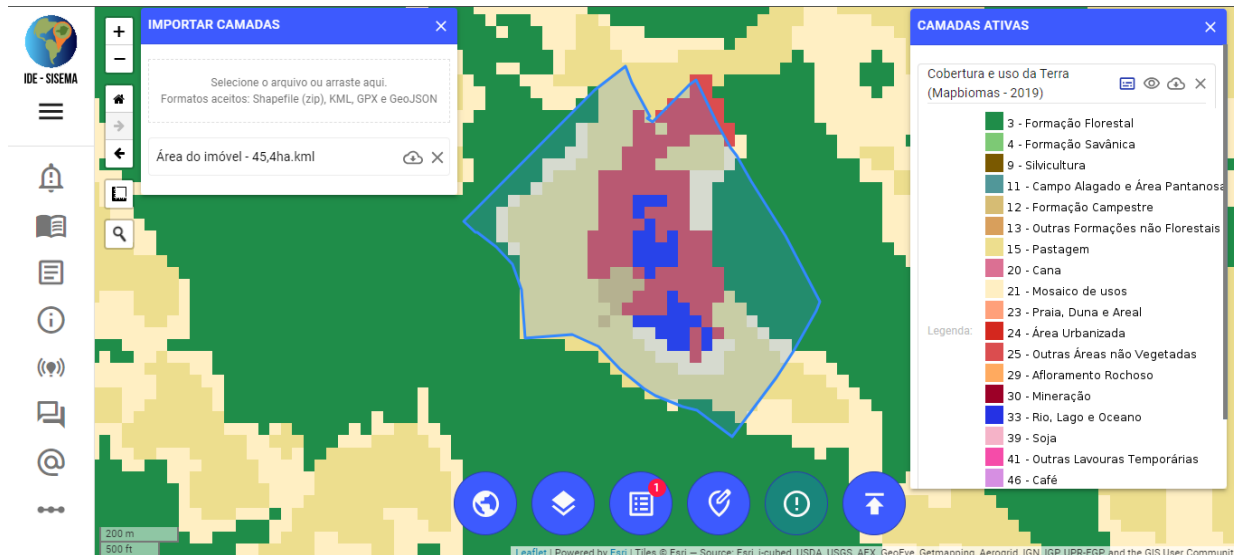 IDE - SISEMA
+
−
IMPORTAR CAMADAS
Selecione o arquivo ou arraste aqui.
Formatos aceitos: Shapefile (zip), KML, GPX e GeoJSON
Área do imóvel - 45,4ha.kml
CAMADAS ATIVAS
Cobertura e uso da Terra
(Mapbiomas - 2019)
Legenda:
3 - Formação Florestal
4 - Formação Savânica
9 - Silvicultura
11 - Campo Alagado e Área Pantanosa
12 - Formação Campestre
13 - Outras Formações não Florestais
15 - Pastagem
20 - Cana
21 - Mosaico de usos
23 - Praia, Duna e Areal
24 - Área Urbanizada
25 - Outras Áreas não Vegetadas
29 - Afloramento Rochoso
30 - Mineração
33 - Rio, Lago e Oceano
39 - Soja
41 - Outras Lavouras Temporárias
46 - Café
1
200 m
500 ft
Leaflet | Powered by Esri | Tiles © Esri — Source: Esri, i-cubed, USDA, USGS, AEX, GeoEye, Getmapping, Aerogrid, IGN, IGP, UPR-EGP, and the GIS User Communit